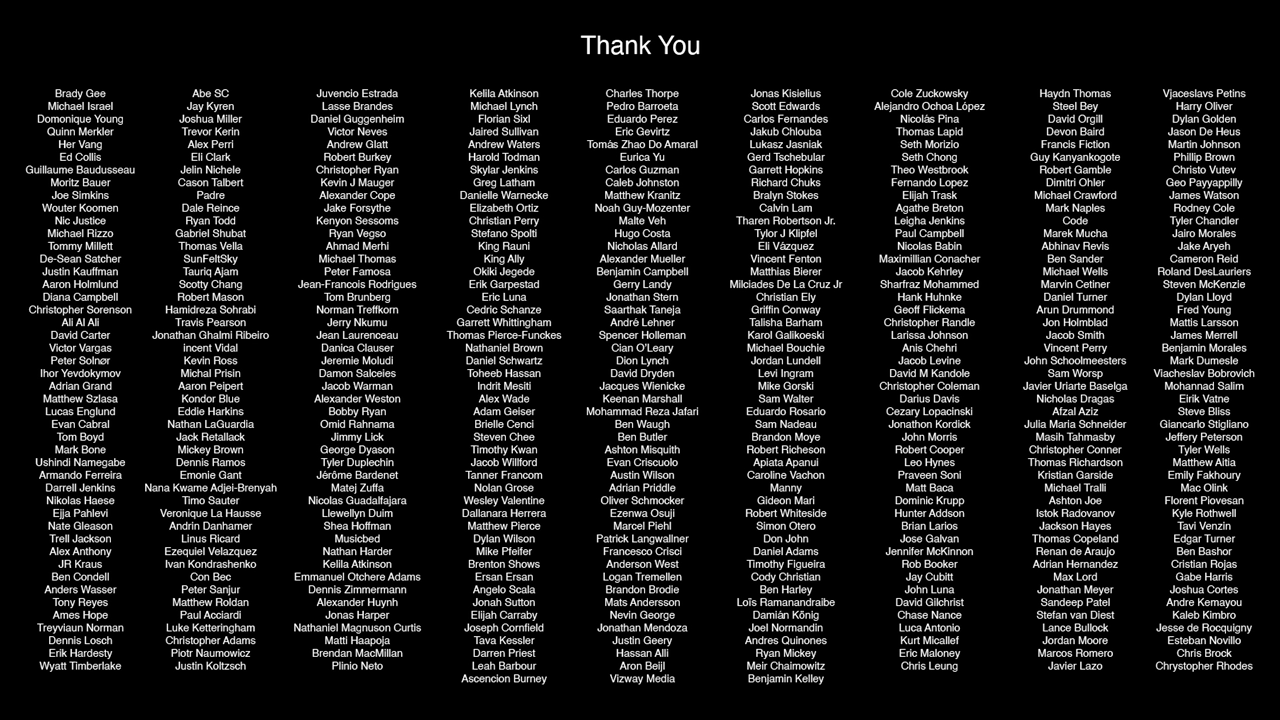 Thank You
Brady Gee
Michael Israel
Domonique Young
Quinn Merkler
Her Vang
Ed Collis
Guillaume Baudusseau
Moritz Bauer
Joe Simkins
Wouter Koomen
Nic Justice
Michael Rizzo
Tommy Millett
De-Sean Satcher
Justin Kauffman
Aaron Holmlund
Diana Campbell
Christopher Sorenson
Ali Al Ali
David Carter
Victor Vargas
Peter Solnør
Ihor Yevdokymov
Adrian Grand
Matthew Szlasa
Lucas Englund
Evan Cabral
Tom Boyd
Mark Bone
Ushindi Namegabe
Armando Ferreira
Darrell Jenkins
Nikolas Haese
Ejja Pahlevi
Nate Gleason
Trell Jackson
Alex Anthony
JR Kraus
Ben Condell
Anders Wasser
Tony Reyes
Ames Hope
Treyviaun Norman
Dennis Losch
Erik Hardesty
Wyatt Timberlake
Abe SC
Jay Kyren
Joshua Miller
Trevor Kerin
Alex Perri
Eli Clark
Jelin Nichele
Cason Talbert
Padre
Dale Reince
Ryan Todd
Gabriel Shubat
Thomas Vella
SunFeltSky
Tauriq Ajam
Scotty Chang
Robert Mason
Hamidreza Sohrabi
Travis Pearson
Jonathan Ghalmi Ribeiro
incent Vidal
Kevin Ross
Michal Prisin
Aaron Peipert
Kondor Blue
Eddie Harkins
Nathan LaGuardia
Jack Retallack
Mickey Brown
Dennis Ramos
Emonie Gant
Nana Kwame Adjei-Brenyah
Timo Sauter
Veronique La Hausse
Andrin Danhamer
Linus Ricard
Ezequiel Velazquez
Ivan Kondrashenko
Con Bec
Peter Sanjur
Matthew Roldan
Paul Acciardi
Luke Ketteringham
Christopher Adams
Piotr Naumowicz
Justin Koltzsch
Juvencio Estrada
Lasse Brandes
Daniel Guggenheim
Victor Neves
Andrew Glatt
Robert Burkey
Christopher Ryan
Kevin J Mauger
Alexander Cope
Jake Forsythe
Kenyon Sessoms
Ryan Vegso
Ahmad Merhi
Michael Thomas
Peter Famosa
Jean-Francois Rodrigues
Tom Brunberg
Norman Treffkorn
Jerry Nkumu
Jean Laurenceau
Danica Clauser
Jeremie Moludi
Damon Salceies
Jacob Warman
Alexander Weston
Bobby Ryan
Omid Rahnama
Jimmy Lick
George Dyason
Tyler Duplechin
Jérôme Bardenet
Matej Zuffa
Nicolas Guadalfajara
Llewellyn Duim
Shea Hoffman
Musicbed
Nathan Harder
Kelila Atkinson
Emmanuel Otchere Adams
Dennis Zimmermann
Alexander Huynh
Jonas Harper
Nathaniel Magnuson Curtis
Matti Haapoja
Brendan MacMillan
Plinio Neto
Kelila Atkinson
Michael Lynch
Florian Sixl
Jaired Sullivan
Andrew Waters
Harold Todman
Skylar Jenkins
Greg Latham
Danielle Warnecke
Elizabeth Ortiz
Christian Perry
Stefano Spolti
King Rauni
King Ally
Okiki Jegede
Erik Garpestad
Eric Luna
Cedric Schanze
Garrett Whittingham
Thomas Pierce-Funckes
Nathaniel Brown
Daniel Schwartz
Toheeb Hassan
Indrit Mesiti
Alex Wade
Adam Geiser
Brielle Cenci
Steven Chee
Timothy Kwan
Jacob Willford
Tanner Francom
Nolan Grose
Wesley Valentine
Dallanara Herrera
Matthew Pierce
Dylan Wilson
Mike Pfeifer
Brenton Shows
Ersan Ersan
Angelo Scala
Jonah Sutton
Elijah Carraby
Joseph Cornfield
Tava Kessler
Darren Priest
Leah Barbour
Ascencion Burney
Charles Thorpe
Pedro Barroeta
Eduardo Perez
Eric Gevirtz
Tomás Zhao Do Amaral
Eurica Yu
Carlos Guzman
Caleb Johnston
Matthew Kranitz
Noah Guy-Mozenter
Malte Veh
Hugo Costa
Nicholas Allard
Alexander Mueller
Benjamin Campbell
Gerry Landy
Jonathan Stern
Saarthak Taneja
André Lehner
Spencer Holleman
Cian O'Leary
Dion Lynch
David Dryden
Jacques Wienicke
Keenan Marshall
Mohammad Reza Jafari
Ben Waugh
Ben Butler
Ashton Misquith
Evan Criscuolo
Austin Wilson
Adrian Priddle
Oliver Schmocker
Ezenwa Osuji
Marcel Piehl
Patrick Langwallner
Francesco Crisci
Anderson West
Logan Tremellen
Brandon Brodie
Mats Andersson
Nevin George
Jonathan Mendoza
Justin Geery
Hassan Alli
Aron Beijl
Vizway Media
Jonas Kisielius
Scott Edwards
Carlos Fernandes
Jakub Chlouba
Lukasz Jasniak
Gerd Tschebular
Garrett Hopkins
Richard Chuks
Bralyn Stokes
Calvin Lam
Tharen Robertson Jr.
Tylor J Klipfel
Eli Vázquez
Vincent Fenton
Matthias Bierer
Milciades De La Cruz Jr
Christian Ely
Griffin Conway
Talisha Barham
Karol Galikoeski
Michael Bouchie
Jordan Lundell
Levi Ingram
Mike Gorski
Sam Walter
Eduardo Rosario
Sam Nadeau
Brandon Moye
Robert Richeson
Apiata Apanui
Caroline Vachon
Manny
Gideon Mari
Robert Whiteside
Simon Otero
Don John
Daniel Adams
Timothy Figueira
Cody Christian
Ben Harley
Loïs Ramanandraibe
Damián König
Joel Normandin
Andres Quinones
Ryan Mickey
Meir Chaimowitz
Benjamin Kelley
Cole Zuckowsky
Alejandro Ochoa López
Nicolás Pina
Thomas Lapid
Seth Morizio
Seth Chong
Theo Westbrook
Fernando Lopez
Elijah Trask
Agathe Breton
Leigha Jenkins
Paul Campbell
Nicolas Babin
Maximillian Conacher
Jacob Kehrley
Sharfraz Mohammed
Hank Huhnke
Geoff Flickema
Christopher Randle
Larissa Johnson
Anis Chehri
Jacob Levine
David M Kandole
Christopher Coleman
Darius Davis
Cezary Lopacinski
Jonathon Kordick
John Morris
Robert Cooper
Leo Hynes
Praveen Soni
Matt Baca
Dominic Krupp
Hunter Addson
Brian Larios
Jose Galvan
Jennifer McKinnon
Rob Booker
Jay Cubitt
John Luna
David Gilchrist
Chase Nance
Luca Antonio
Kurt Micallef
Eric Maloney
Chris Leung
Haydn Thomas
Steel Bey
David Orgill
Devon Baird
Francis Fiction
Guy Kanyankogote
Robert Gamble
Dimitri Ohler
Michael Crawford
Mark Naples
Code
Marek Mucha
Abhinav Revis
Ben Sander
Michael Wells
Marvin Cetiner
Daniel Turner
Arun Drummond
Jon Holmblad
Jacob Smith
Vincent Perry
John Schoolmeesters
Sam Worsp
Javier Uriarte Baselga
Nicholas Dragas
Afzal Aziz
Julia Maria Schneider
Masih Tahmasby
Christopher Conner
Thomas Richardson
Kristian Garside
Michael Tralli
Ashton Joe
Istok Radovanov
Jackson Hayes
Thomas Copeland
Renan de Araujo
Adrian Hernandez
Max Lord
Jonathan Meyer
Sandeep Patel
Stefan van Diest
Lance Bullock
Jordan Moore
Marcos Romero
Javier Lazo
Vjaceslavs Petins
Harry Oliver
Dylan Golden
Jason De Heus
Martin Johnson
Phillip Brown
Christo Vutev
Geo Payyappilly
James Watson
Rodney Cole
Tyler Chandler
Jairo Morales
Jake Aryeh
Cameron Reid
Roland DesLauriers
Steven McKenzie
Dylan Lloyd
Fred Young
Mattis Larsson
James Merrell
Benjamin Morales
Mark Dumesle
Viacheslav Bobrovich
Mohannad Salim
Eirik Vatne
Steve Bliss
Giancarlo Stigliano
Jeffery Peterson
Tyler Wells
Matthew Aitia
Emily Fakhoury
Mac Olink
Florent Piovesan
Kyle Rothwell
Tavi Venzin
Edgar Turner
Ben Bashor
Cristian Rojas
Gabe Harris
Joshua Cortes
Andre Kemayou
Kaleb Kimbro
Jesse de Rocquigny
Esteban Novillo
Chris Brock
Chrystopher Rhodes